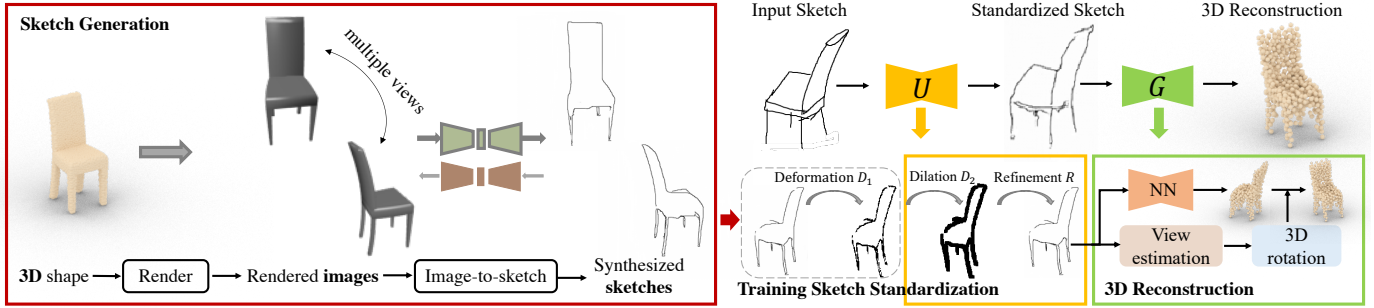 Sketch Generation
multiple views
3D shape
Render
Rendered images
Image-to-sketch
Synthesized
sketches
Input Sketch
Standardized Sketch
3D Reconstruction
U
G
Deformation D₁
Dilation D₂
Refinement R
NN
View
estimation
3D
rotation
Training Sketch Standardization
3D Reconstruction